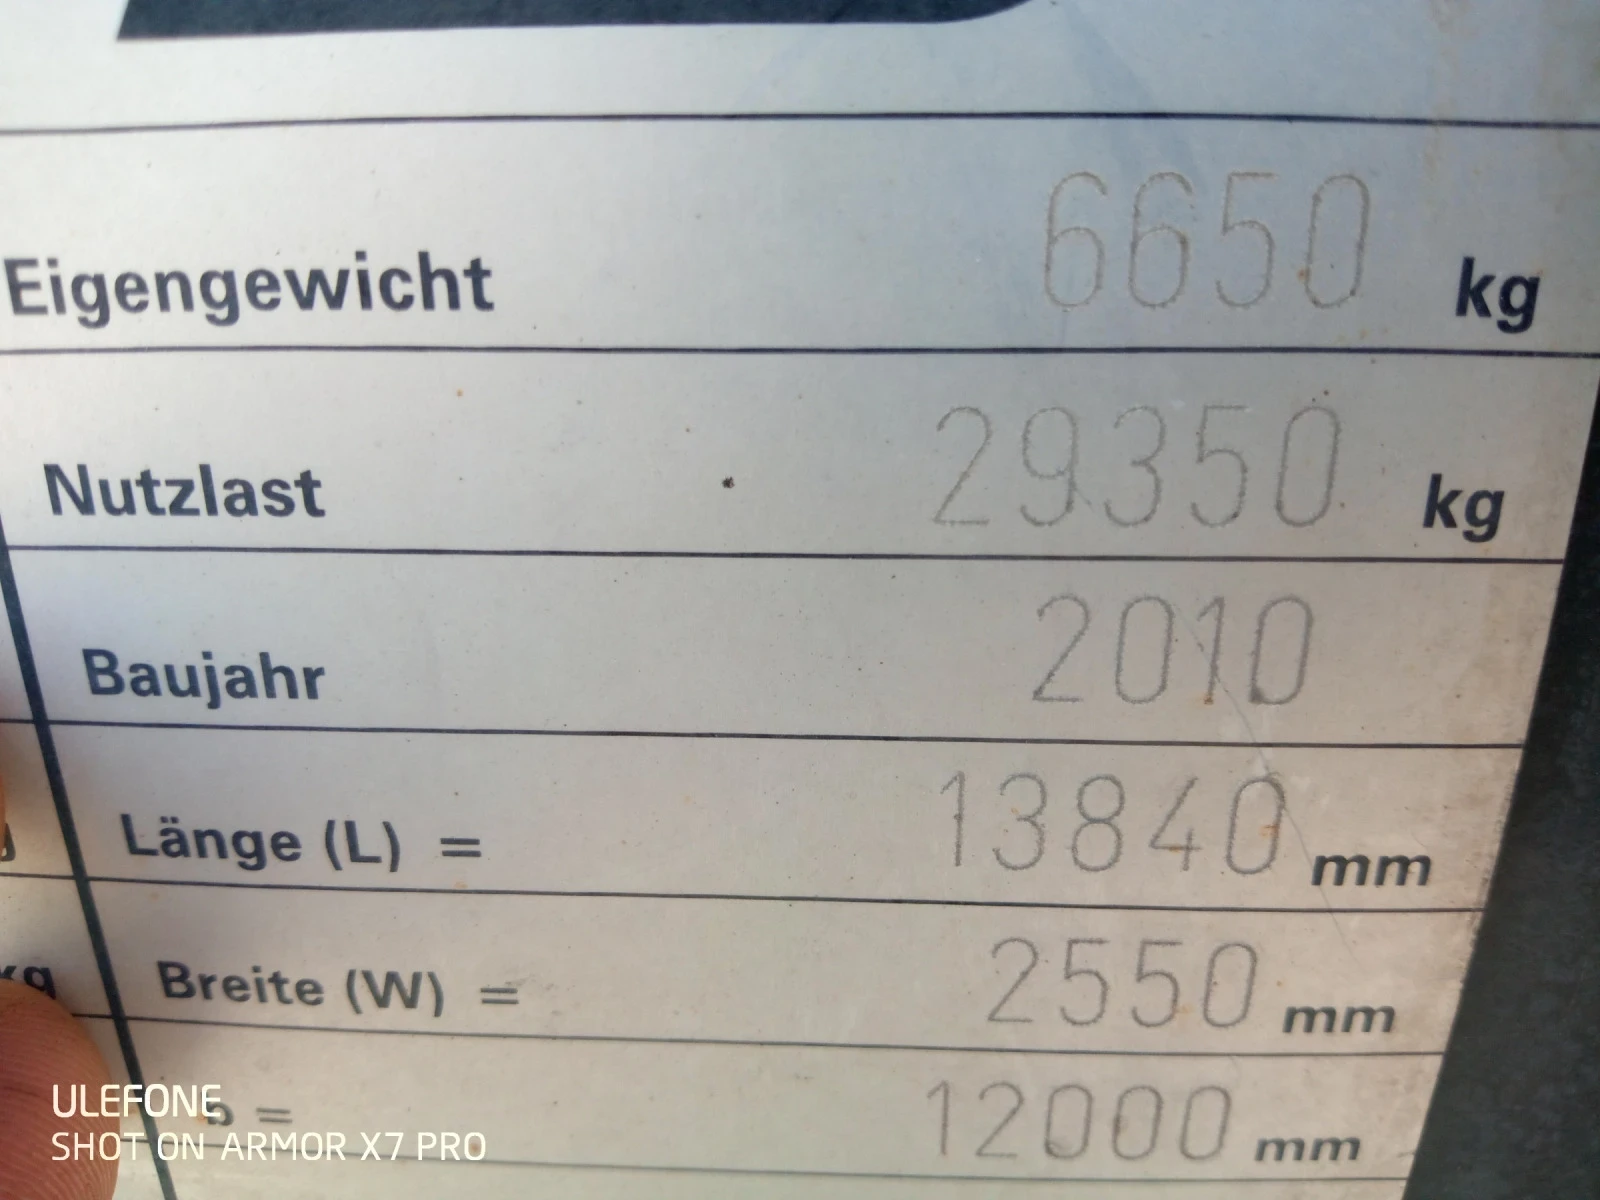 Eigengewicht 6650 kg
Nutzlast 29350 kg
Baujahr 2010
Länge (L) = 13840 mm
Breite (W) = 2550 mm
kg
b = 12000 mm
ULEFONE
SHOT ON ARMOR X7 PRO